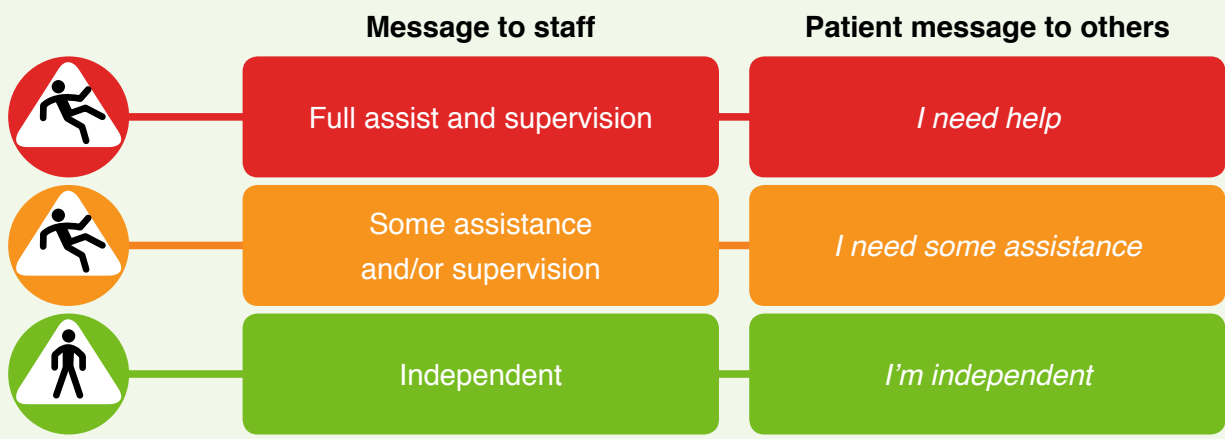 Message to staff
Patient message to others
Full assist and supervision
I need help
Some assistance
and/or supervision
I need some assistance
Independent
I'm independent